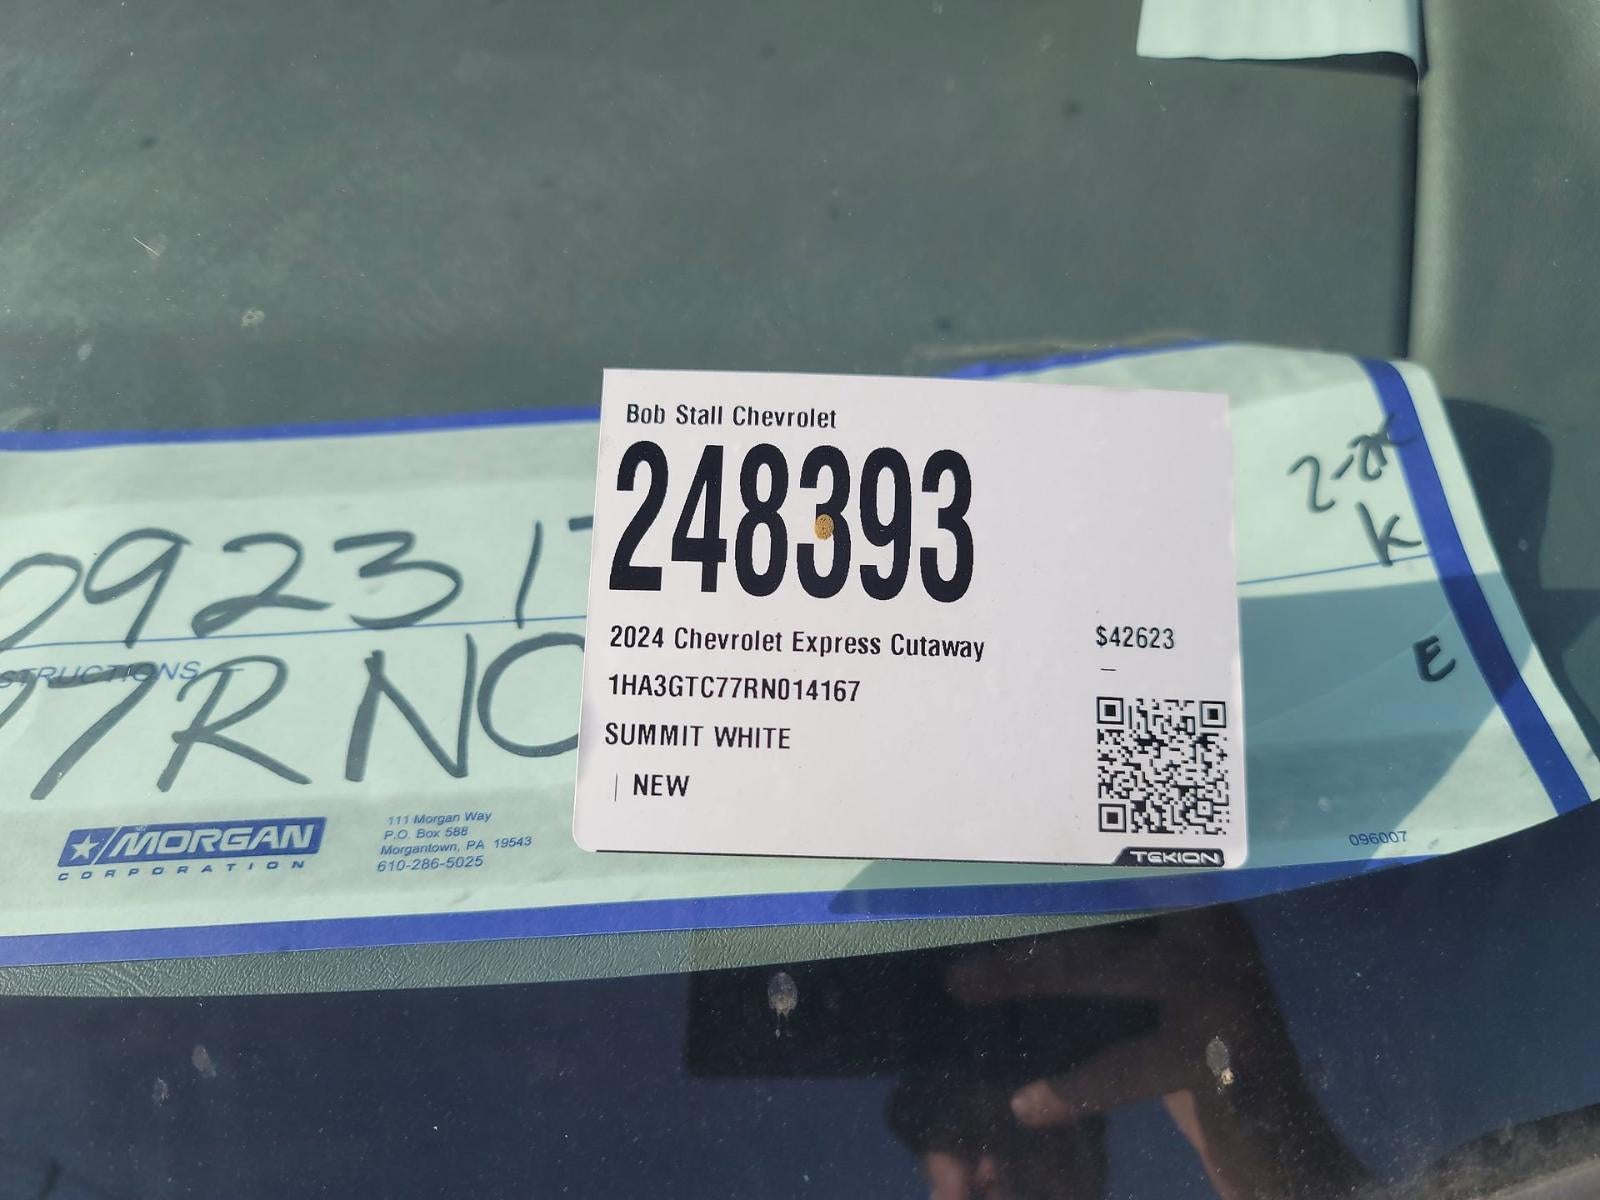 Bob Stall Chevrolet
248393
2024 Chevrolet Express Cutaway
$42623
1HA3GTC77RN014167
SUMMIT WHITE
NEW
TEKION
09231
STRUCTIONS
7RN0
MORGAN
CORPORATION
111 Morgan Way
P.O. Box 588
Morgantown, PA 19543
610-286-5025
K
E
096007